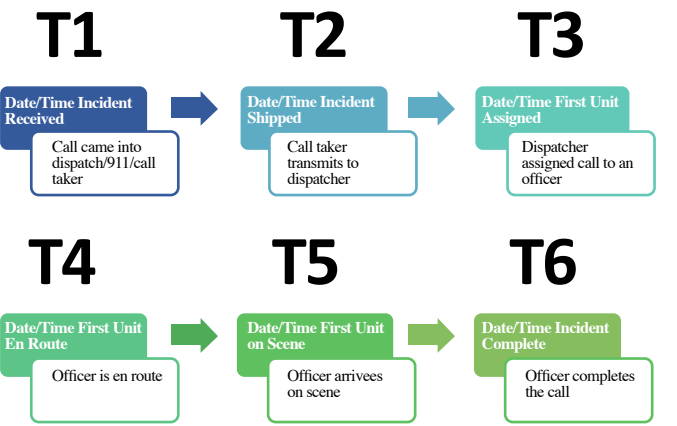 T1
T2
T3
Date/Time Incident
Received
Call came into
dispatch/911/call
taker
Date/Time Incident
Shipped
Call taker
transmits to
dispatcher
Date/Time First Unit
Assigned
Dispatcher
assigned call to an
officer
T4
T5
T6
Date/Time First Unit
En Route
Officer is en route
Date/Time First Unit
on Scene
Officer arrivees
on scene
Date/Time Incident
Complete
Officer completes
the call